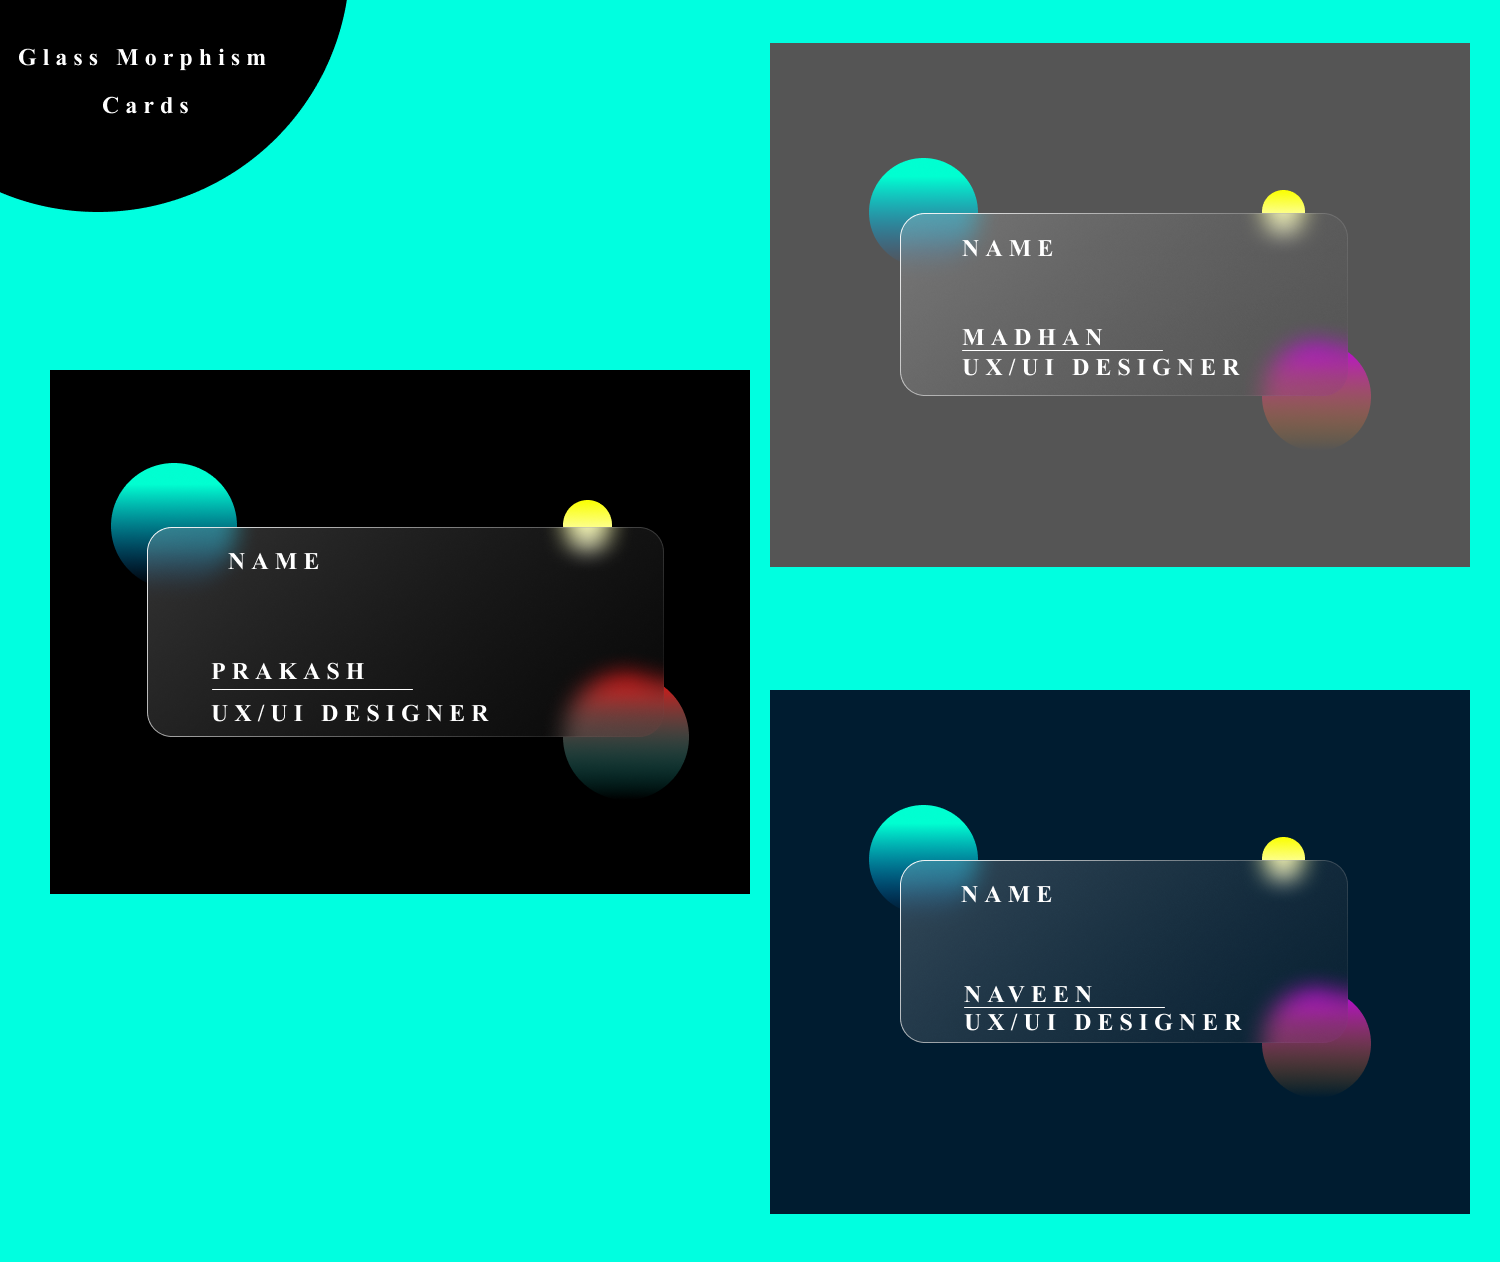 Glass Morphism
Cards
NAME
MADHAN
UX/UI DESIGNER
NAME
PRAKASH
UX/UI DESIGNER
NAME
NAVEEN
UX/UI DESIGNER